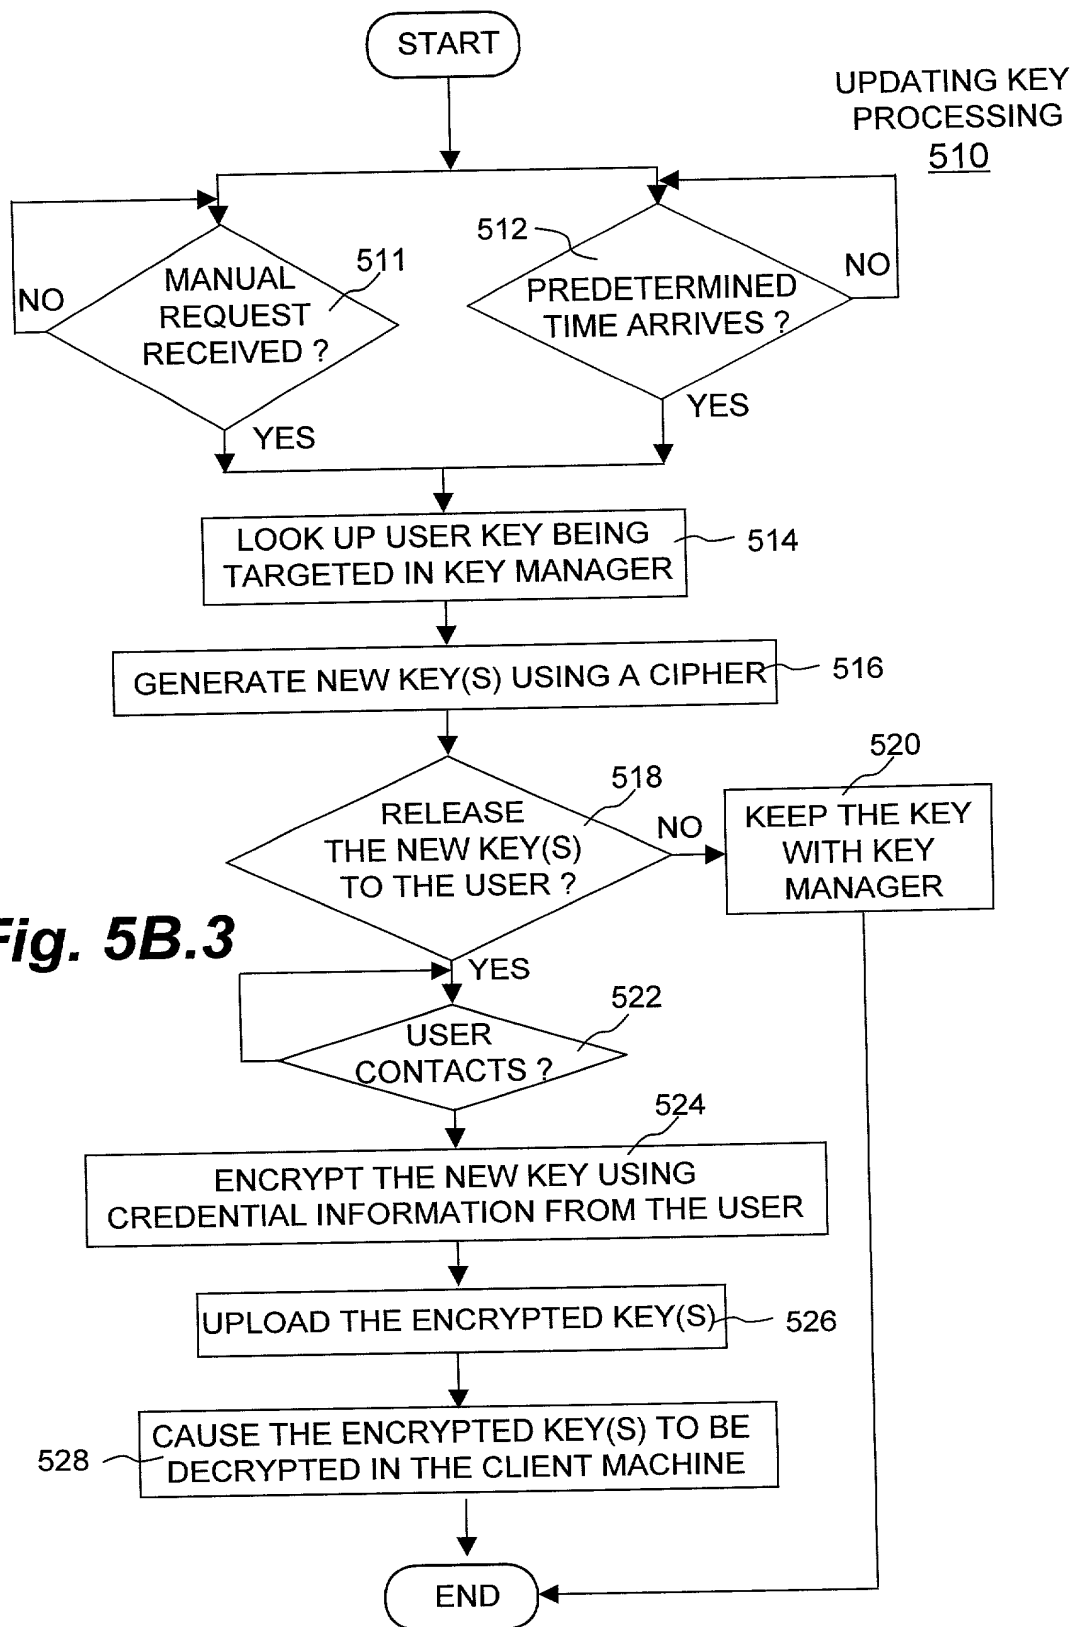 START
UPDATING KEY
PROCESSING
510
MANUAL
REQUEST
RECEIVED ?
511
NO
YES
512
PREDETERMINED
TIME ARRIVES ?
NO
YES
LOOK UP USER KEY BEING
TARGETED IN KEY MANAGER
514
GENERATE NEW KEY(S) USING A CIPHER
516
RELEASE
THE NEW KEY(S)
TO THE USER ?
518
NO
520
KEEP THE KEY
WITH KEY
MANAGER
Fig. 5B.3
YES
USER
CONTACTS ?
522
524
ENCRYPT THE NEW KEY USING
CREDENTIAL INFORMATION FROM THE USER
UPLOAD THE ENCRYPTED KEY(S)
526
CAUSE THE ENCRYPTED KEY(S) TO BE
DECRYPTED IN THE CLIENT MACHINE
528
END